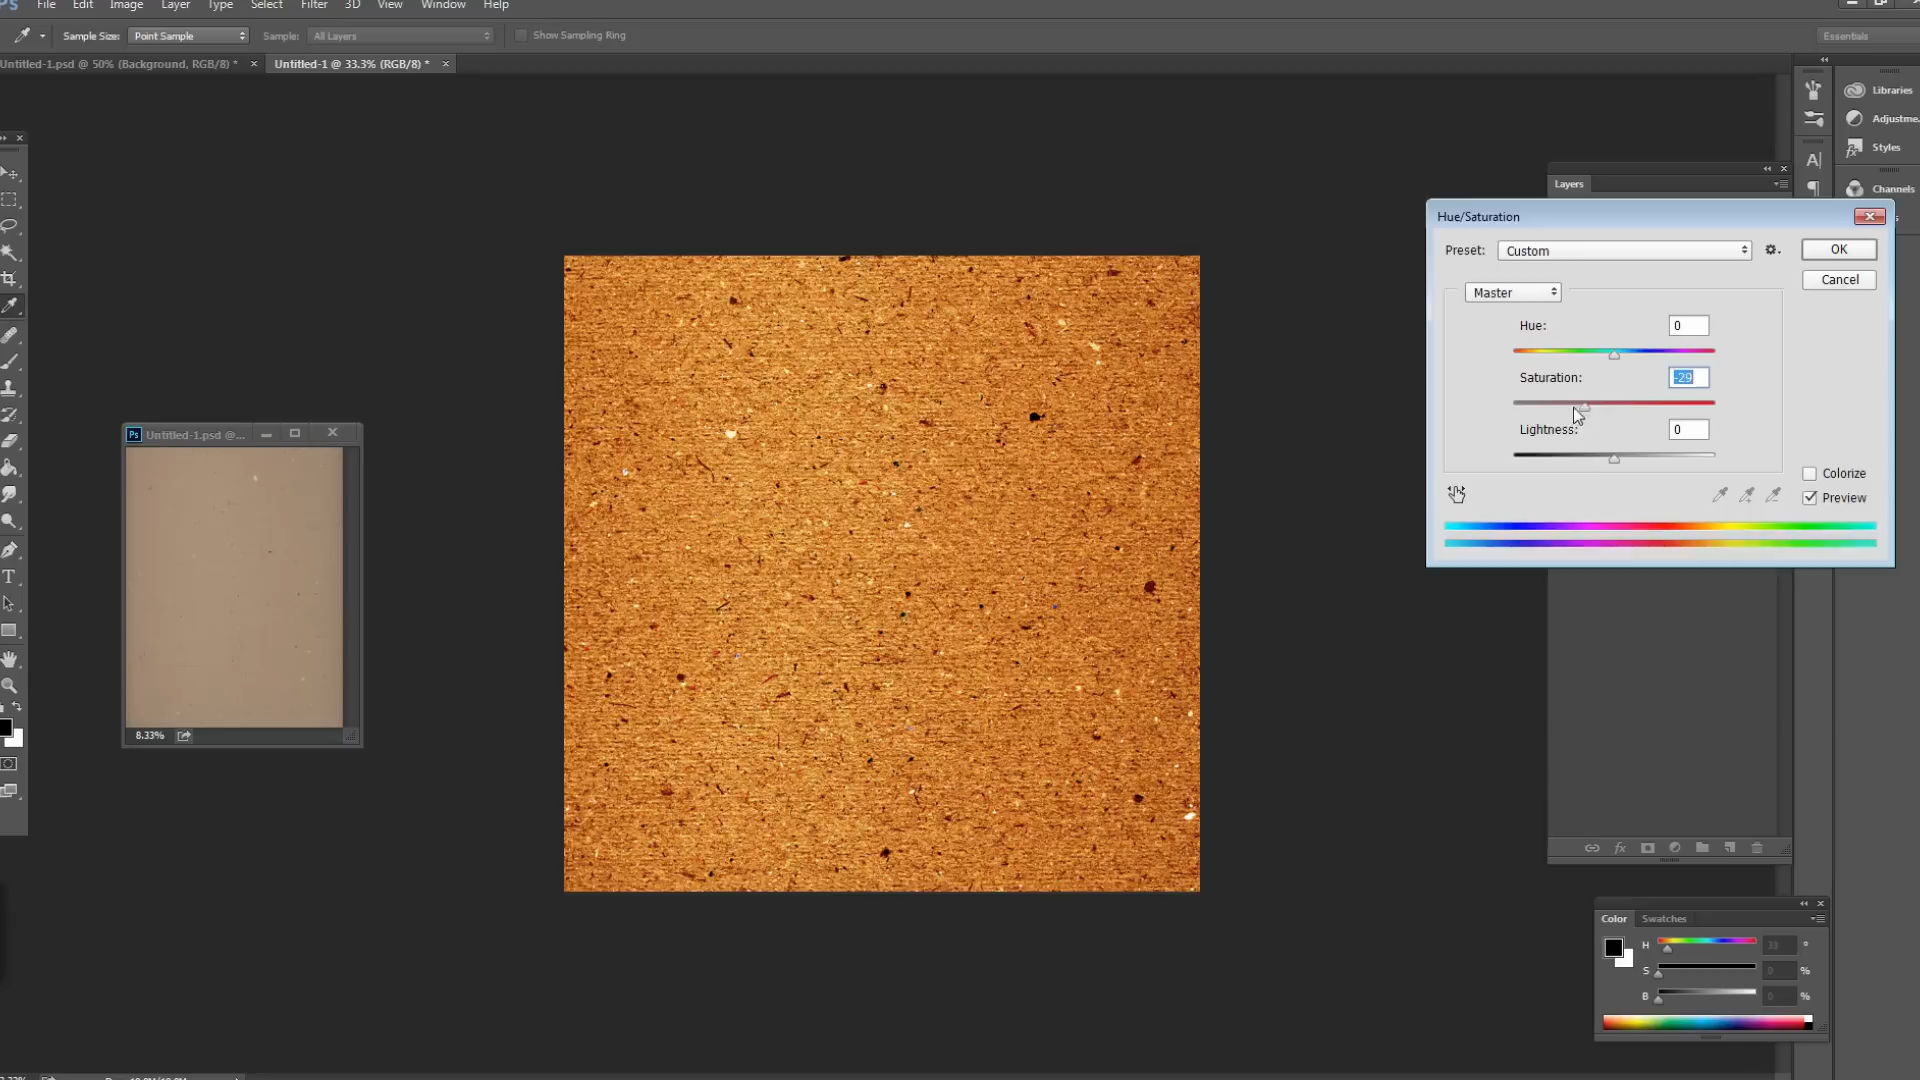 File Edit Image Layer Type Select Filter 3D View Window Help
Sample Size: Point Sample Sample: All Layers Show Sampling Ring Essentials
Untitled-1.psd @ 50% (Background, RGB/8) * Untitled-1 @ 33.3% (RGB/8) *
Libraries
Adjustme
Styles
Channels
Layers
Hue/Saturation
Preset: Custom OK
Cancel
Master
Hue: 0
Saturation: -29
Lightness: 0
Colorize
Preview
Ps Untitled-1.psd @...
8.33%
fx
Color Swatches
H 33 °
S 0 %
B 0 %